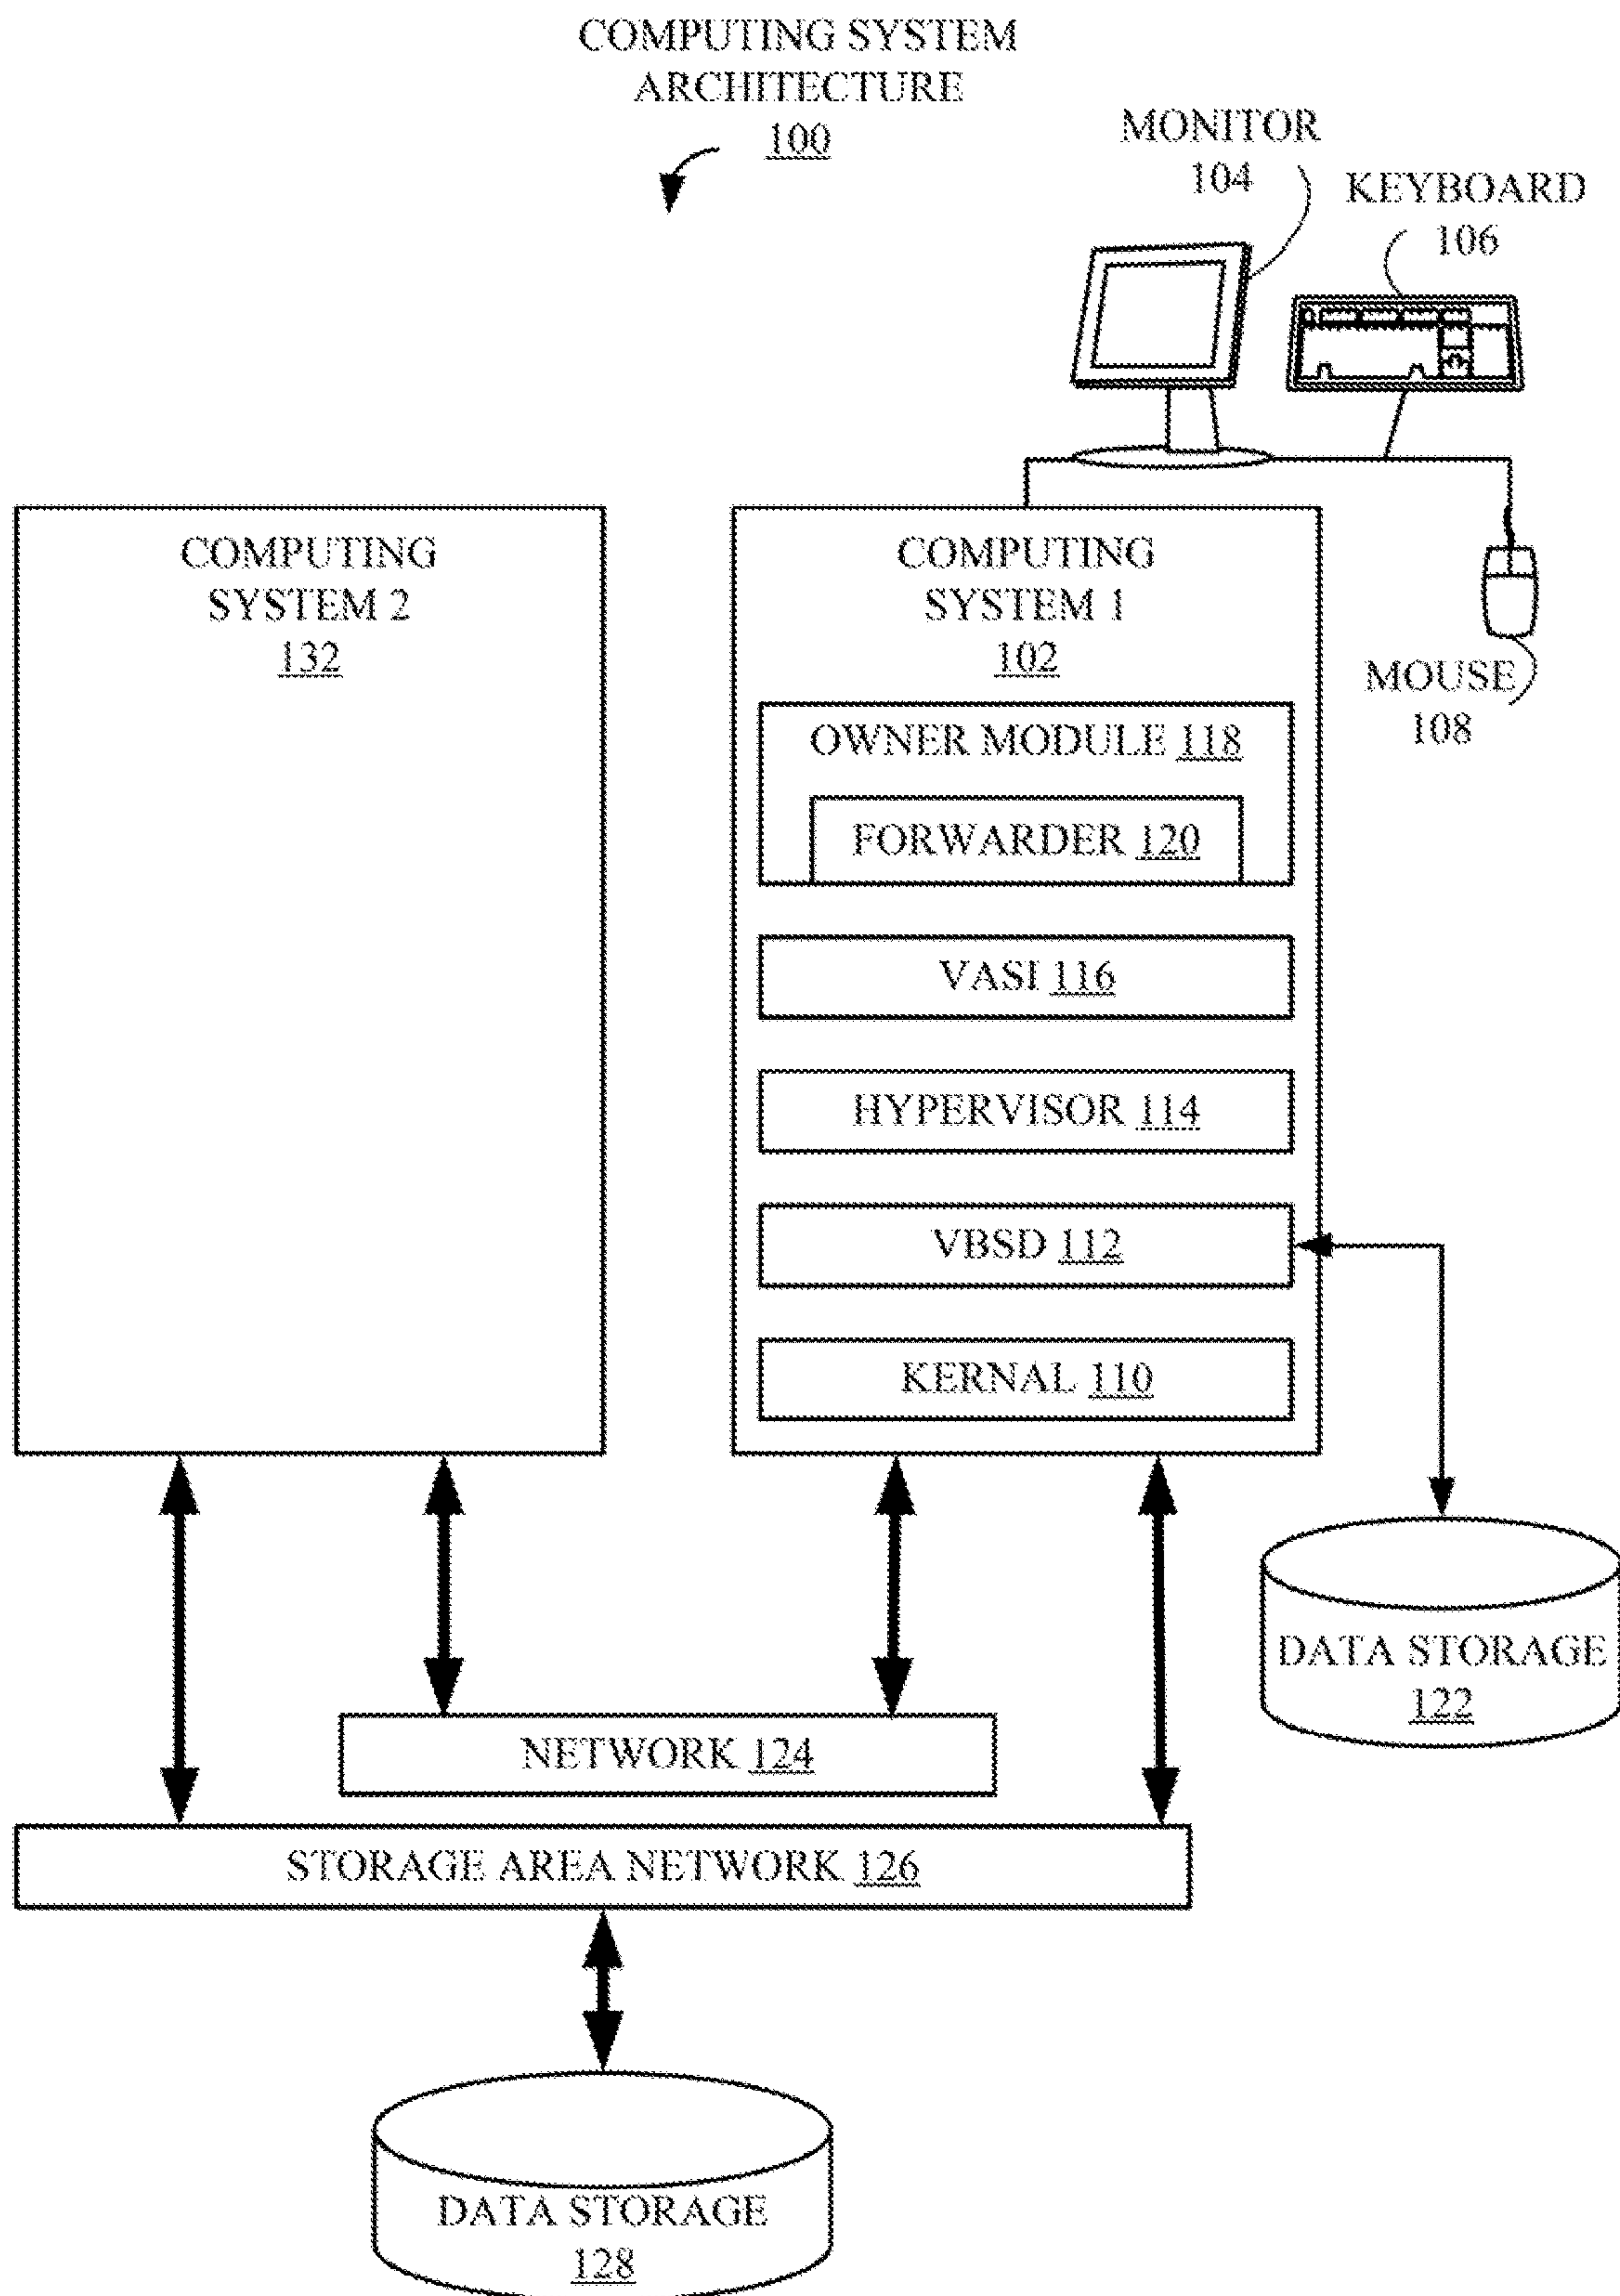 COMPUTING SYSTEM
ARCHITECTURE
100
MONITOR
104
KEYBOARD
106
COMPUTING
SYSTEM 2
132
COMPUTING
SYSTEM 1
102
MOUSE
108
OWNER MODULE 118
FORWARDER 120
VASI 116
HYPERVISOR 114
VBSD 112
KERNAL 110
DATA STORAGE
122
NETWORK 124
STORAGE AREA NETWORK 126
DATA STORAGE
128